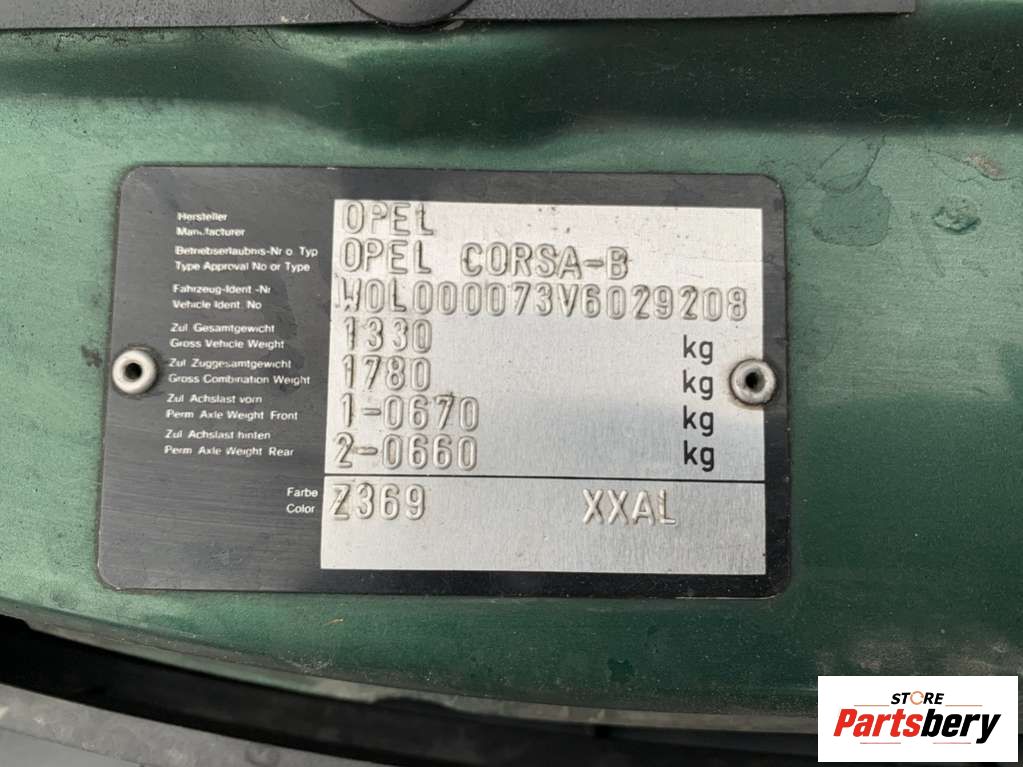 Hersteller
Manufacturer
OPEL
Betriebserlaubnis-Nr o. Typ
Type Approval No or Type
OPEL CORSA-B
Fahrzeug-Ident.-Nr
Vehicle Ident. No
W0L000073V6029208
Zul Gesamtgewicht
Gross Vehicle Weight
1330 kg
Zul Zuggesamtgewicht
Gross Combination Weight
1780 kg
Zul Achslast vorn
Perm Axle Weight Front
1-0670 kg
Zul Achslast hinten
Perm Axle Weight Rear
2-0660 kg
Farbe
Color
Z369 XXAL
STORE
Partsbery